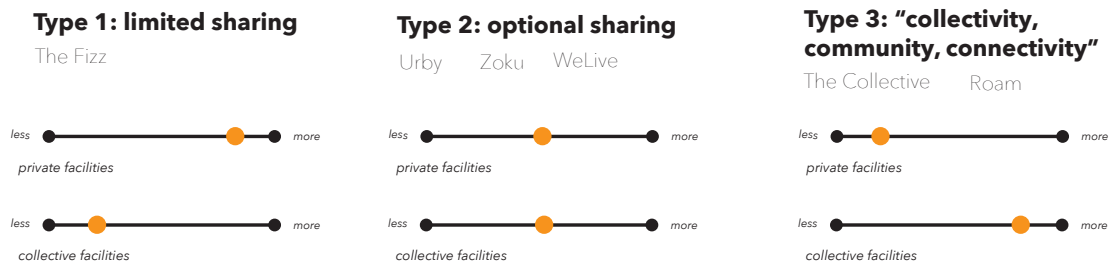 Type 1: limited sharing
The Fizz
less more
private facilities
less more
collective facilities
Type 2: optional sharing
Urby Zoku WeLive
less more
private facilities
less more
collective facilities
Type 3: “collectivity,
community, connectivity”
The Collective Roam
less more
private facilities
less more
collective facilities